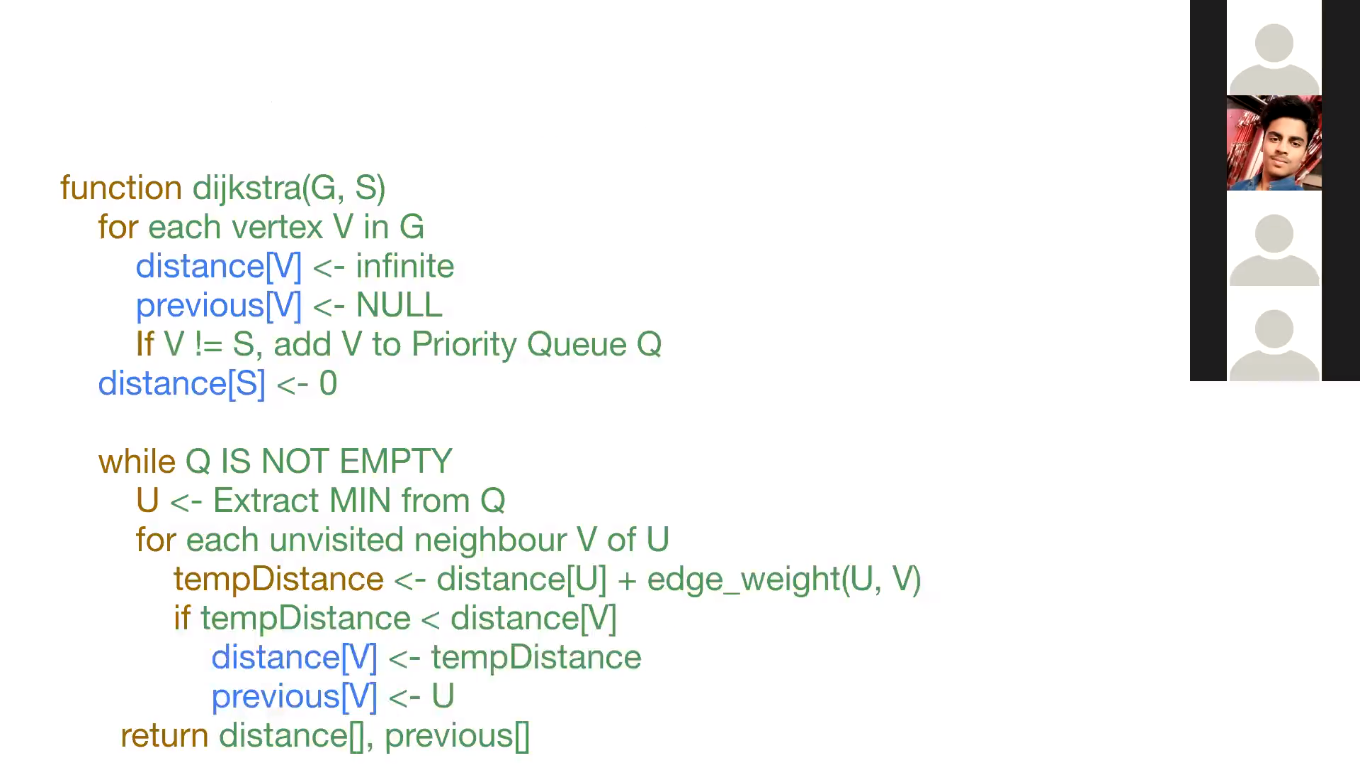 function dijkstra(G, S)
for each vertex V in G
distance[V] <- infinite
previous[V] <- NULL
If V != S, add V to Priority Queue Q
distance[S] <- 0
while Q IS NOT EMPTY
U <- Extract MIN from Q
for each unvisited neighbour V of U
tempDistance <- distance[U] + edge_weight(U, V)
if tempDistance < distance[V]
distance[V] <- tempDistance
previous[V] <- U
return distance[], previous[]